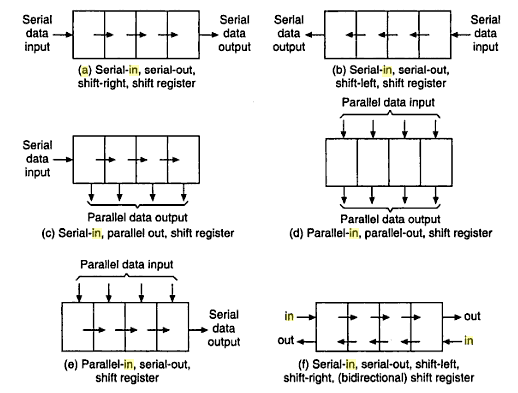 Serial
data
input
Serial
data
output
(a) Serial-in, serial-out,
shift-right, shift register
Serial
data
output
Serial
data
input
(b) Serial-in, serial-out,
shift-left, shift register
Serial
data
input
Parallel data output
(c) Serial-in, parallel out, shift register
Parallel data input
Parallel data output
(d) Parallel-in, parallel-out, shift register
Parallel data input
Serial
data
output
(e) Parallel-in, serial-out,
shift register
in
out
out
in
(f) Serial-in, serial-out, shift-left,
shift-right, (bidirectional) shift register